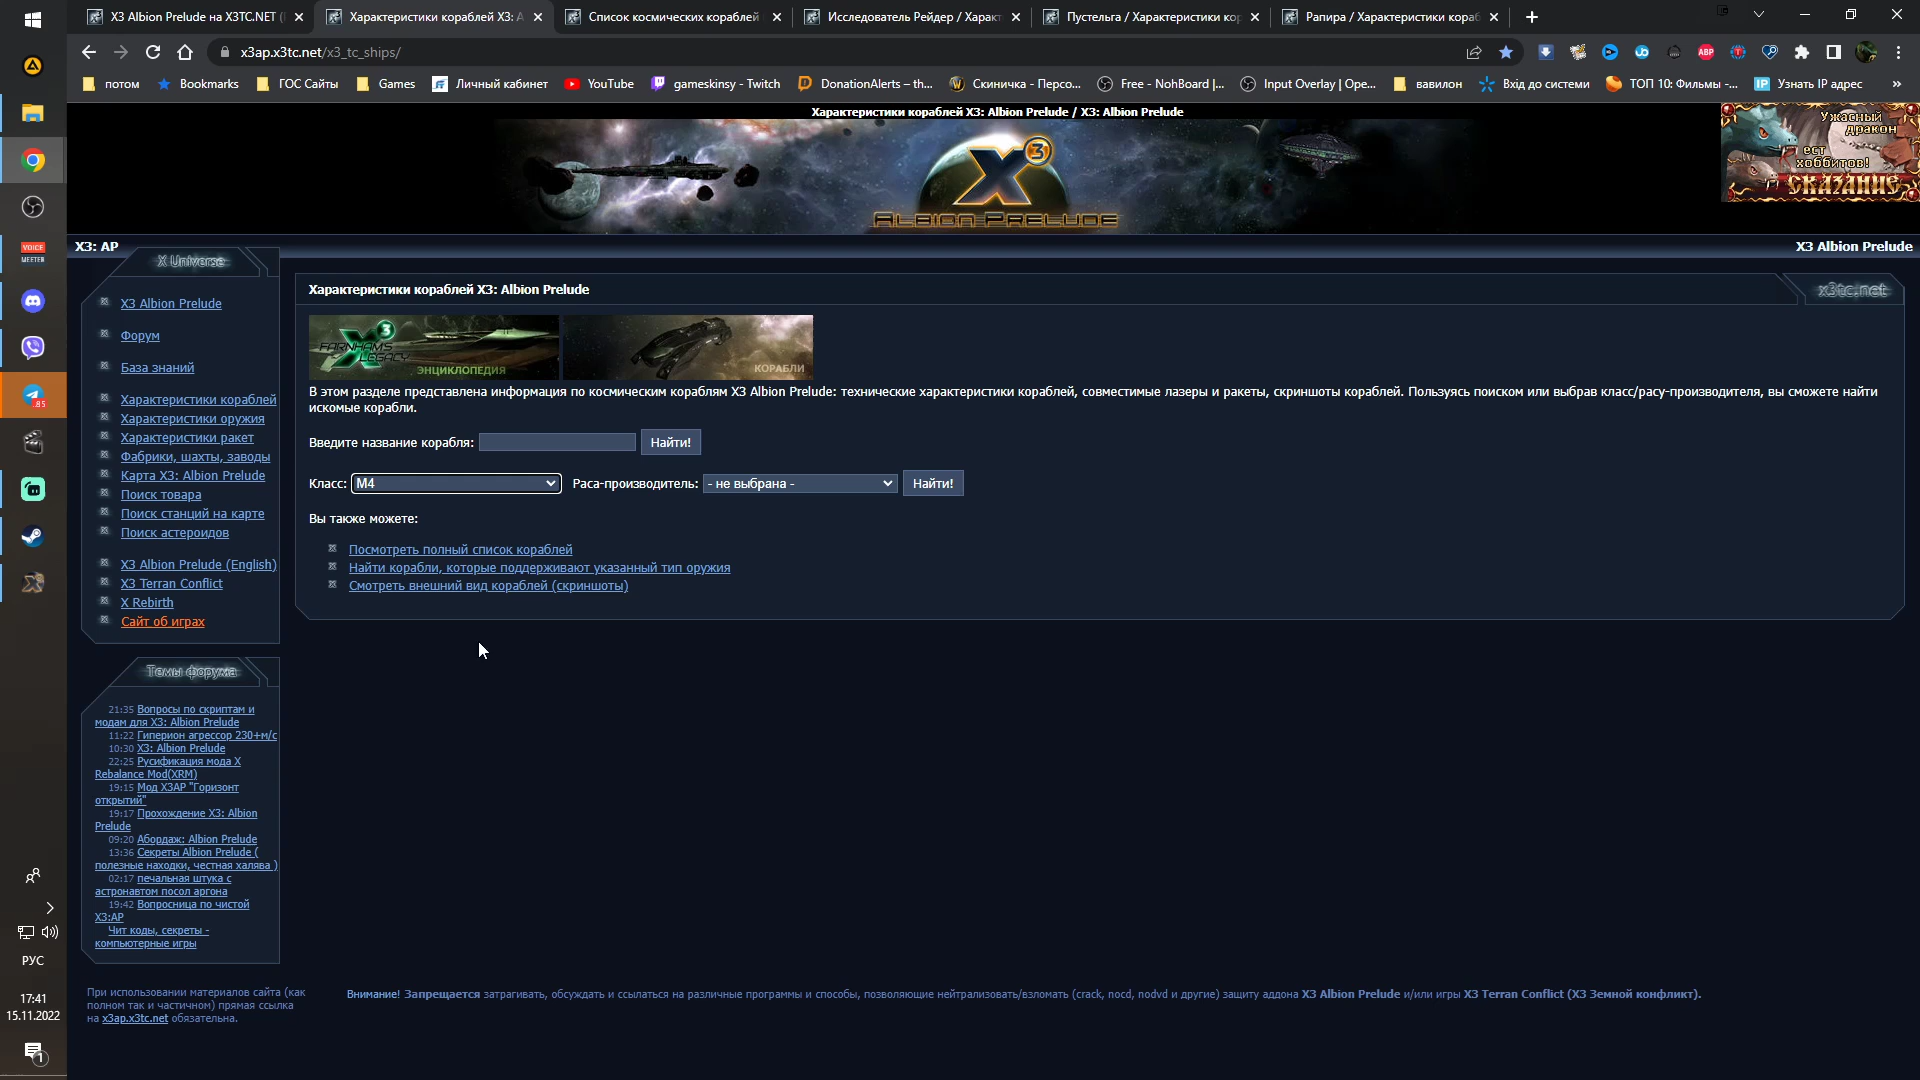 X3 Albion Prelude на X3TC.NET (
Характеристики кораблей X3: A
Список космических кораблей
Исследователь Рейдер / Характ
Пустельга / Характеристики кор
Рапира / Характеристики кораб
x3ap.x3tc.net/x3_tc_ships/
ABP
потом
Bookmarks
ГОС Сайты
Games
Личный кабинет
YouTube
gameskinsy - Twitch
DonationAlerts – th...
Скиничка - Персо...
Free - NohBoard |...
Input Overlay | Ope...
вавилон
Вхід до системи
ТОП 10: Фильмы -...
IP Узнать IP адрес
»
Характеристики кораблей X3: Albion Prelude / X3: Albion Prelude
X3
ALBION PRELUDE
Ужасный дракон
ест хоббитов!
СКАЗАНИЕ
X3: AP
X3 Albion Prelude
X Universe
X3 Albion Prelude
Форум
База знаний
Характеристики кораблей
Характеристики оружия
Характеристики ракет
Фабрики, шахты, заводы
Карта X3: Albion Prelude
Поиск товара
Поиск станций на карте
Поиск астероидов
X3 Albion Prelude (English)
X3 Terran Conflict
X Rebirth
Сайт об играх
Характеристики кораблей X3: Albion Prelude
x3tc.net
X3 FARNHAMS LEGACY
ЭНЦИКЛОПЕДИЯ
КОРАБЛИ
В этом разделе представлена информация по космическим кораблям X3 Albion Prelude: технические характеристики кораблей, совместимые лазеры и ракеты, скриншоты кораблей. Пользуясь поиском или выбрав класс/расу-производителя, вы сможете найти
искомые корабли.
Введите название корабля:
Найти!
Класс: M4 Раса-производитель: - не выбрана - Найти!
Вы также можете:
Посмотреть полный список кораблей
Найти корабли, которые поддерживают указанный тип оружия
Смотреть внешний вид кораблей (скриншоты)
Темы форума
21:35 Вопросы по скриптам и
модам для X3: Albion Prelude
11:22 Гиперион агрессор 230+м/с
10:30 X3: Albion Prelude
22:25 Русификация мода X
Rebalance Mod(XRM)
19:15 Мод X3AP "Горизонт
открытий"
19:17 Прохождение X3: Albion
Prelude
09:20 Абордаж: Albion Prelude
13:36 Секреты Albion Prelude (
полезные находки, честная халява )
02:17 печальная штука с
астронавтом посол аргона
19:42 Вопросница по чистой
X3:AP
Чит коды, секреты -
компьютерные игры
При использовании материалов сайта (как
полном так и частичном) прямая ссылка
на x3ap.x3tc.net обязательна.
Внимание! Запрещается затрагивать, обсуждать и ссылаться на различные программы и способы, позволяющие нейтрализовать/взломать (crack, nocd, nodvd и другие) защиту аддона X3 Albion Prelude и/или игры X3 Terran Conflict (X3 Земной конфликт).
VOICE
MEETER
85
РУС
17:41
15.11.2022
1